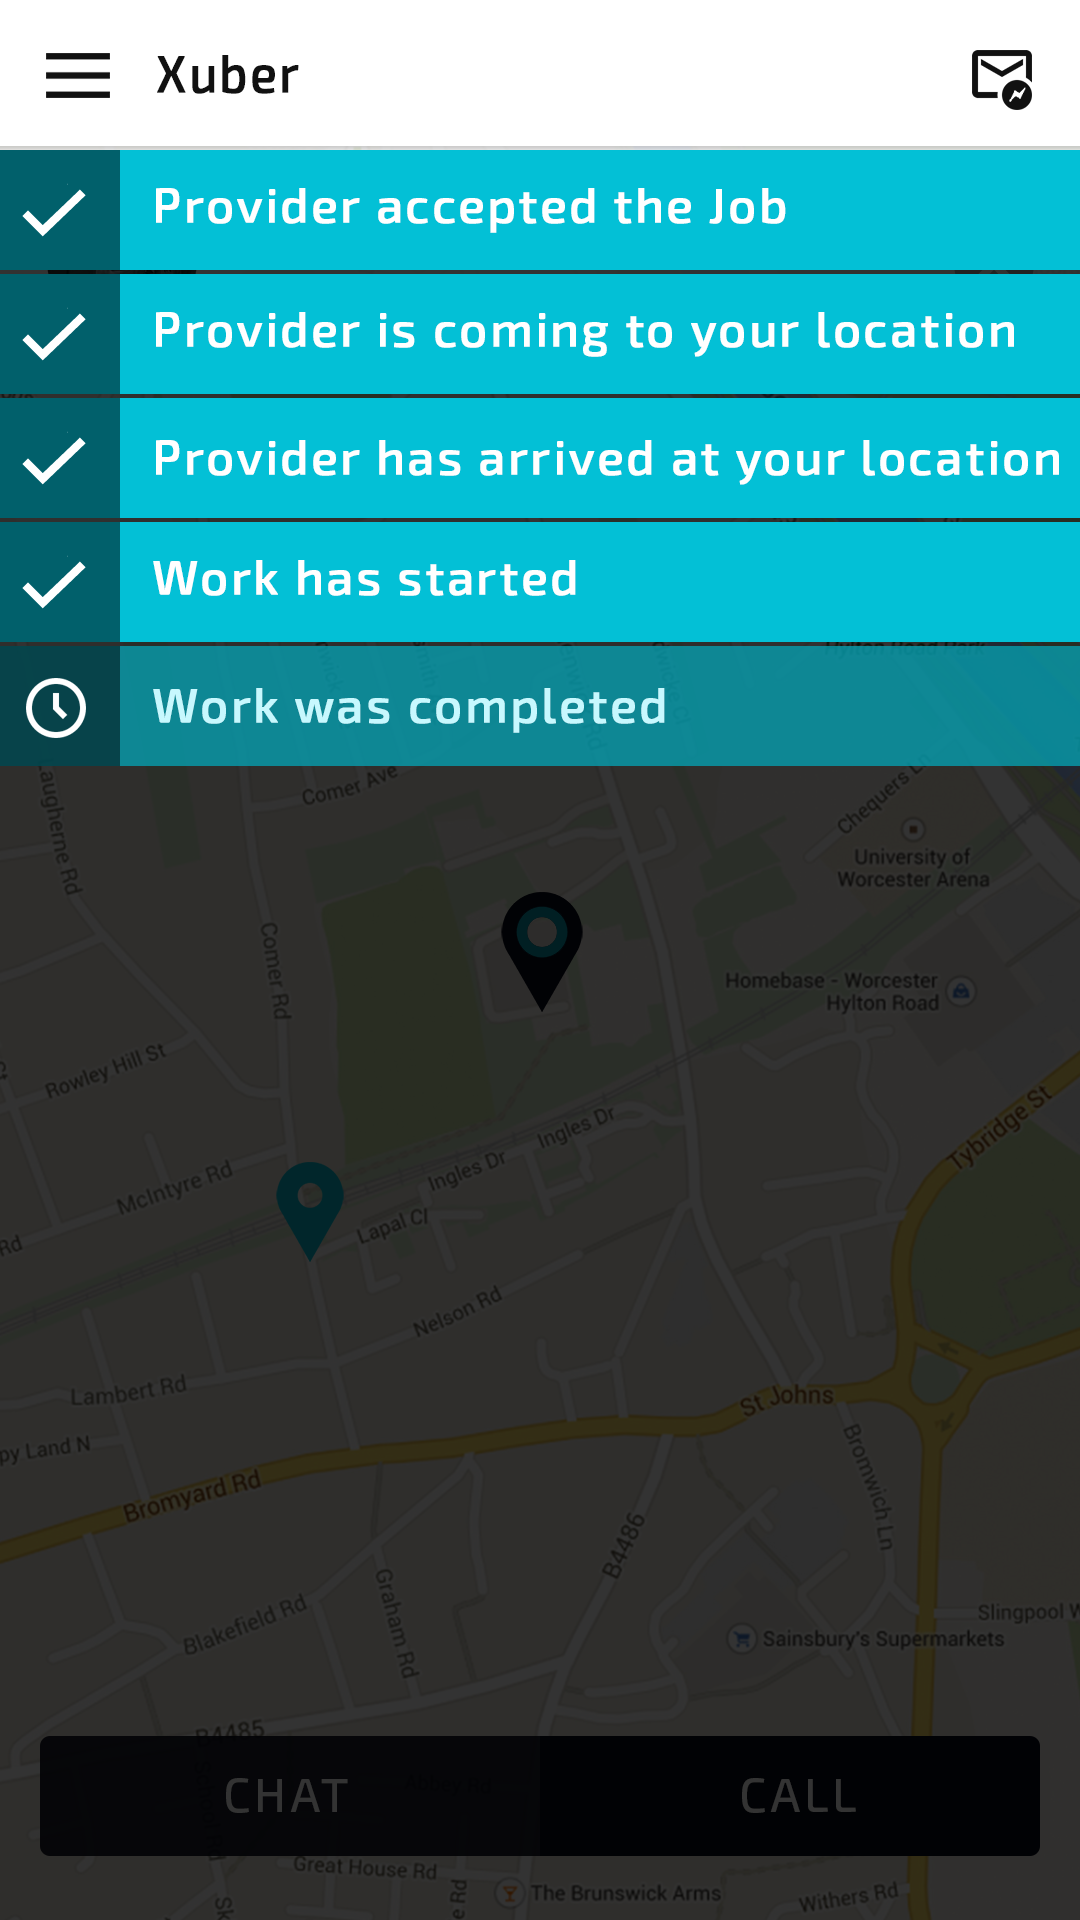 Xuber
Provider accepted the Job
Provider is coming to your location
Provider has arrived at your location
Work has started
Hylton Road Park
Work was completed
Comer Ave
Chequers Ln
Laugherne Rd
University of
Worcester Arena
Comer Rd
Homebase - Worcester
Hylton Road
Rowley Hill St
Tybridge St
Ingles Dr
Ingles Dr
McIntyre Rd
Lapal Cl
Rd
Nelson Rd
Lambert Rd
St Johns
py Land N
Bromwich Ln
Bromyard Rd
B4486
Graham Rd
Blakefield Rd
Slingpool W
Sainsbury's Supermarkets
B4485
CHAT
CALL
Great House Rd
The Brunswick Arms
Withers Rd
Sk
e Rd